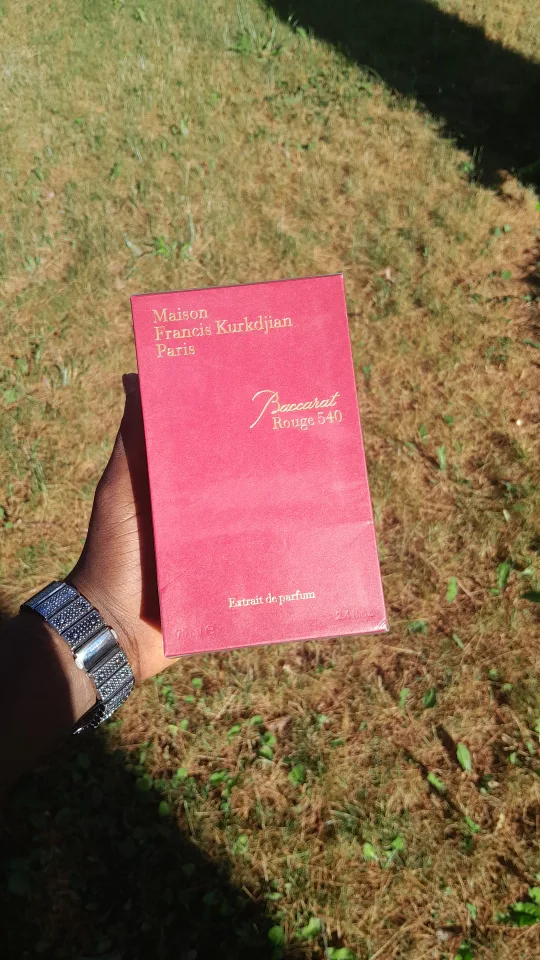 Maison
Francis Kurkdjian
Paris
Baccarat
Rouge 540
Extrait de parfum